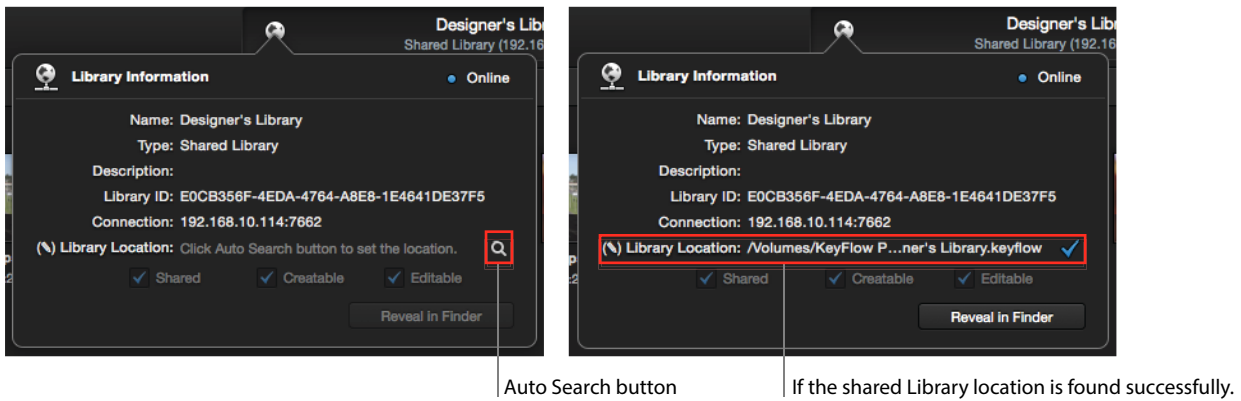 Designer's Lib
Shared Library (192.16
Library Information
Online
Name: Designer's Library
Type: Shared Library
Description:
Library ID: E0CB356F-4EDA-4764-A8E8-1E4641DE37F5
Connection: 192.168.10.114:7662
(✎) Library Location: Click Auto Search button to set the location.
Shared Creatable Editable
Reveal in Finder
Auto Search button
Designer's Lib
Shared Library (192.16
Library Information
Online
Name: Designer's Library
Type: Shared Library
Description:
Library ID: E0CB356F-4EDA-4764-A8E8-1E4641DE37F5
Connection: 192.168.10.114:7662
(✎) Library Location: /Volumes/KeyFlow P…ner's Library.keyflow
Shared Creatable Editable
Reveal in Finder
If the shared Library location is found successfully.